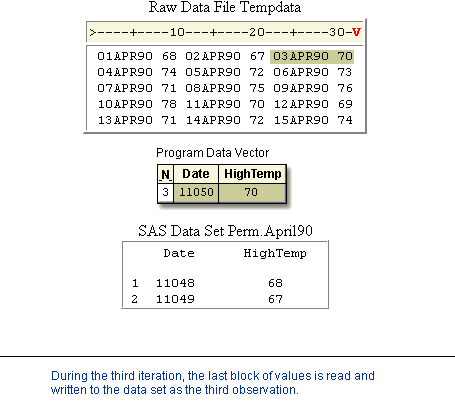 Raw Data File Tempdata
>----+----10---+----20---+----30-V
01APR90 68 02APR90 67 03APR90 70
04APR90 74 05APR90 72 06APR90 73
07APR90 71 08APR90 75 09APR90 76
10APR90 78 11APR90 70 12APR90 69
13APR90 71 14APR90 72 15APR90 74
Program Data Vector
_N_ Date HighTemp
3 11050 70
SAS Data Set Perm.April90
Date HighTemp
1 11048 68
2 11049 67
During the third iteration, the last block of values is read and
written to the data set as the third observation.